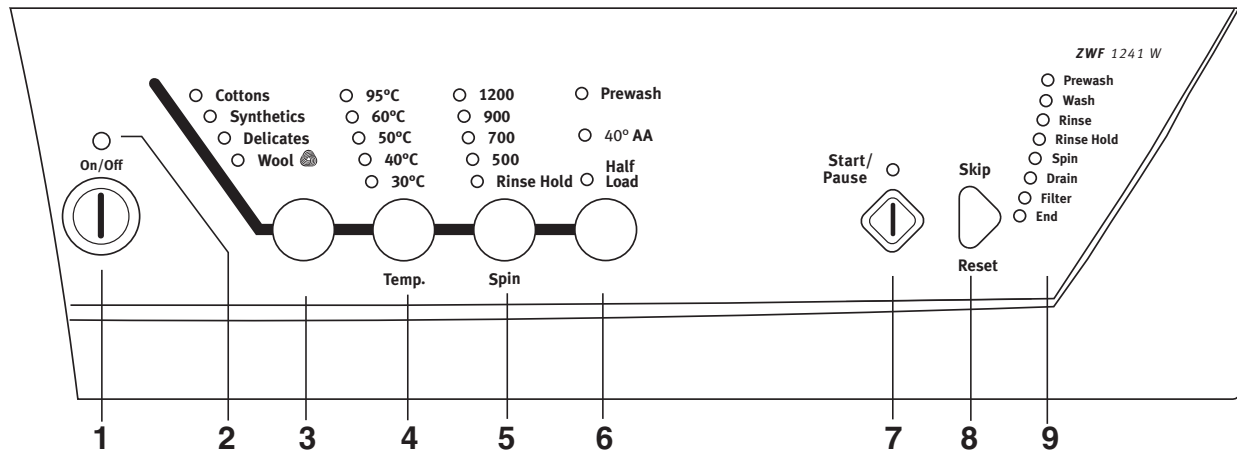 ZWF 1241 W
Cottons
Synthetics
Delicates
Wool
95°C
60°C
50°C
40°C
30°C
1200
900
700
500
Rinse Hold
Prewash
40° AA
Half
Load
On/Off
Temp.
Spin
Start/
Pause
Skip
Reset
Prewash
Wash
Rinse
Rinse Hold
Spin
Drain
Filter
End
1
2
3
4
5
6
7
8
9